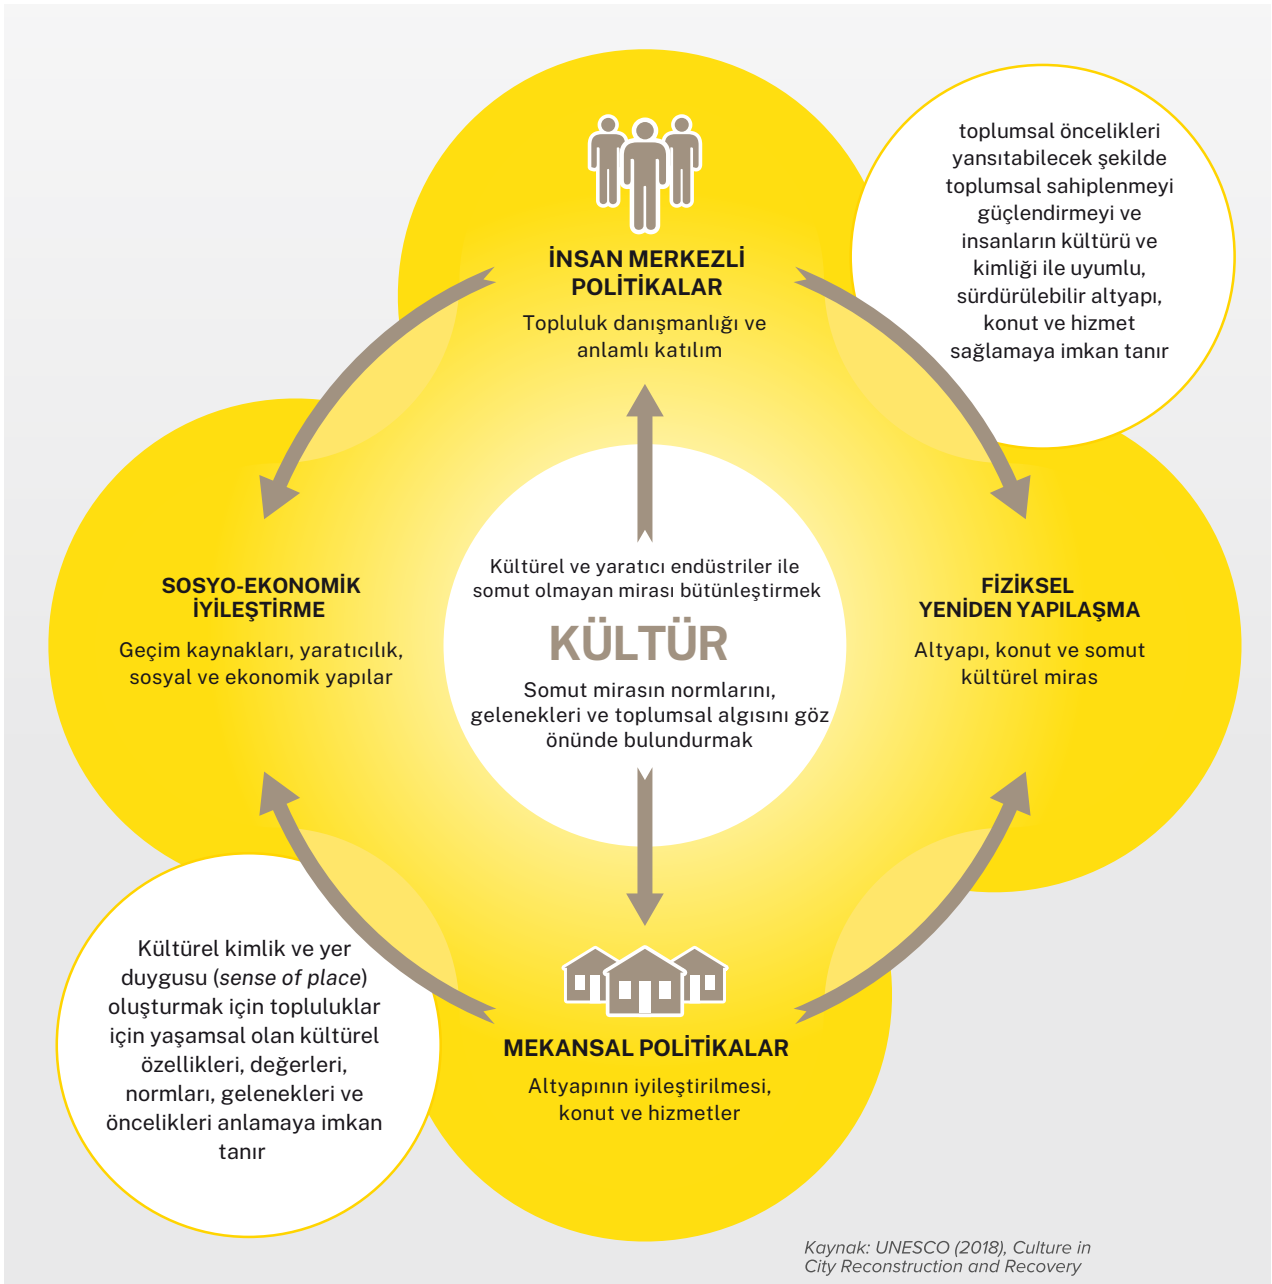 İNSAN MERKEZLİ
POLİTİKALAR
Topluluk danışmanlığı ve
anlamlı katılım
toplumsal öncelikleri
yansıtabilecek şekilde
toplumsal sahiplenmeyi
güçlendirmeyi ve
insanların kültürü ve
kimliği ile uyumlu,
sürdürülebilir altyapı,
konut ve hizmet
sağlamaya imkan tanır
SOSYO-EKONOMİK
İYİLEŞTİRME
Geçim kaynakları, yaratıcılık,
sosyal ve ekonomik yapılar
Kültürel ve yaratıcı endüstriler ile
somut olmayan mirası bütünleştirmek
KÜLTÜR
Somut mirasın normlarını,
gelenekleri ve toplumsal algısını göz
önünde bulundurmak
FİZİKSEL
YENİDEN YAPILAŞMA
Altyapı, konut ve somut
kültürel miras
Kültürel kimlik ve yer
duygusu (sense of place)
oluşturmak için topluluklar
için yaşamsal olan kültürel
özellikleri, değerleri,
normları, gelenekleri ve
öncelikleri anlamaya imkan
tanır
MEKANSAL POLİTİKALAR
Altyapının iyileştirilmesi,
konut ve hizmetler
Kaynak: UNESCO (2018), Culture in
City Reconstruction and Recovery